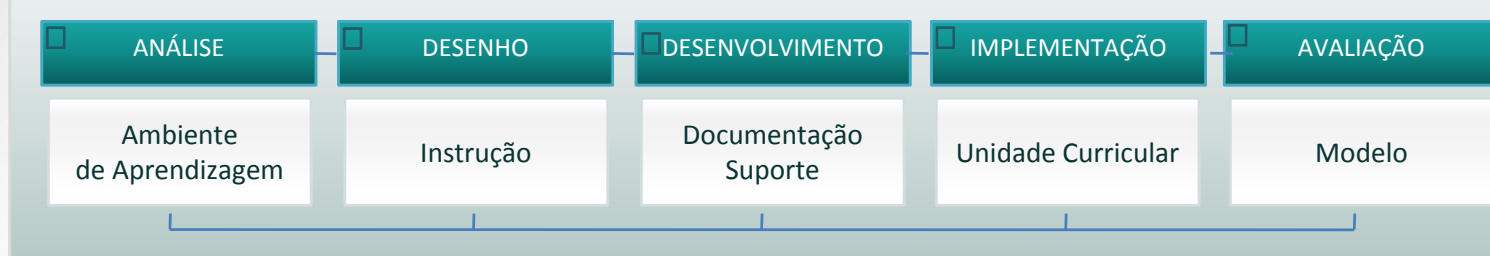 ANÁLISE
DESENHO
DESENVOLVIMENTO
IMPLEMENTAÇÃO
AVALIAÇÃO
Ambiente
de Aprendizagem
Instrução
Documentação
Suporte
Unidade Curricular
Modelo